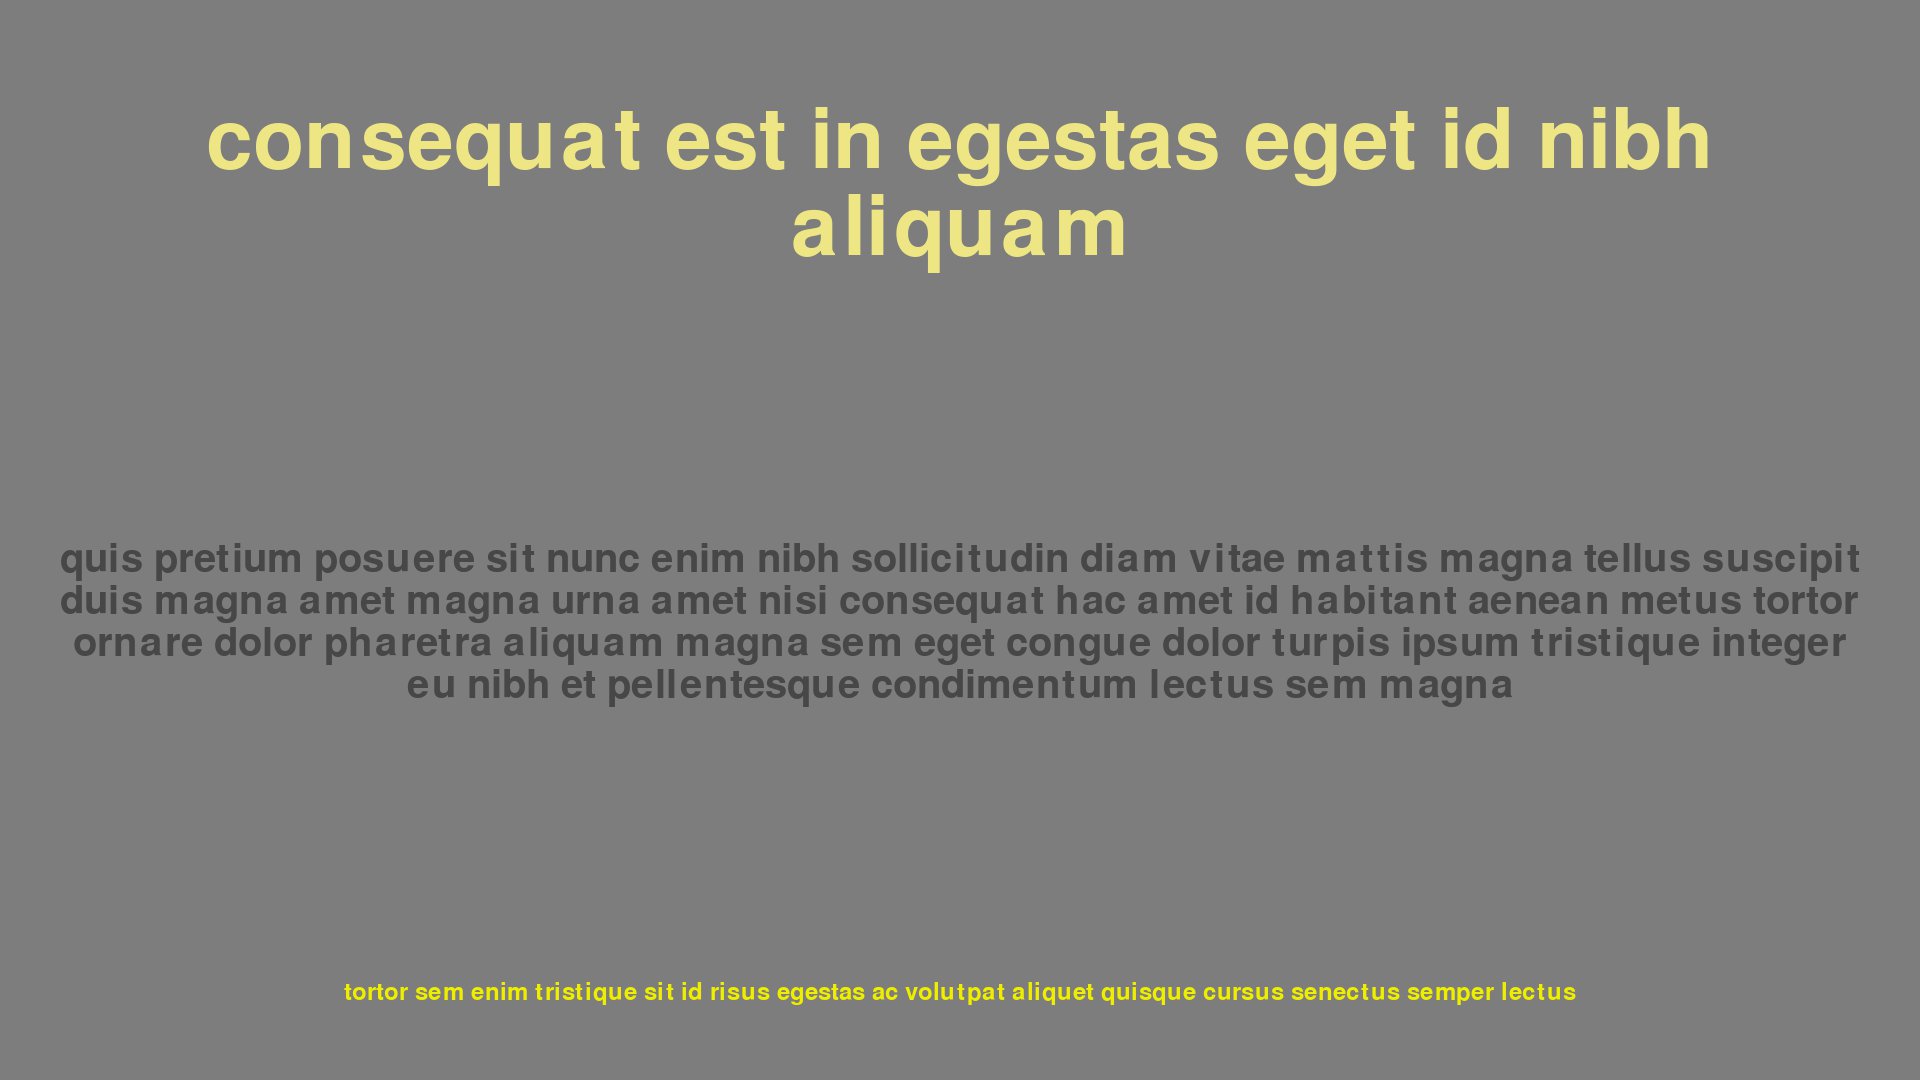 consequat est in egestas eget id nibh
aliquam
quis pretium posuere sit nunc enim nibh sollicitudin diam vitae mattis magna tellus suscipit
duis magna amet magna urna amet nisi consequat hac amet id habitant aenean metus tortor
ornare dolor pharetra aliquam magna sem eget congue dolor turpis ipsum tristique integer
eu nibh et pellentesque condimentum lectus sem magna
tortor sem enim tristique sit id risus egestas ac volutpat aliquet quisque cursus senectus semper lectus